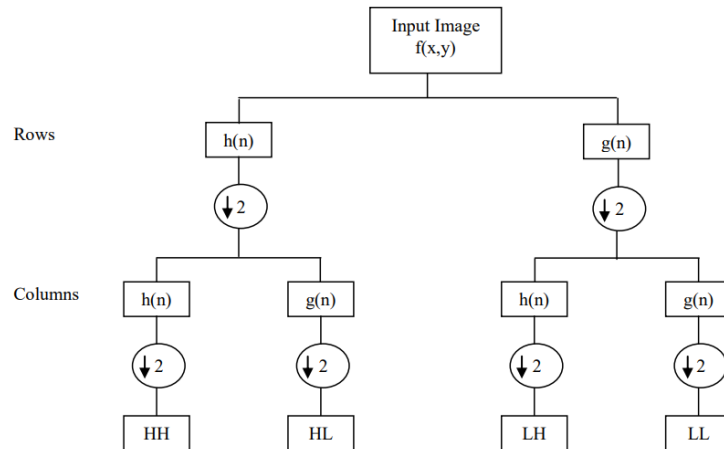 Input Image
f(x,y)
Rows
h(n)
g(n)
2
2
Columns
h(n)
g(n)
h(n)
g(n)
2
2
2
2
HH
HL
LH
LL